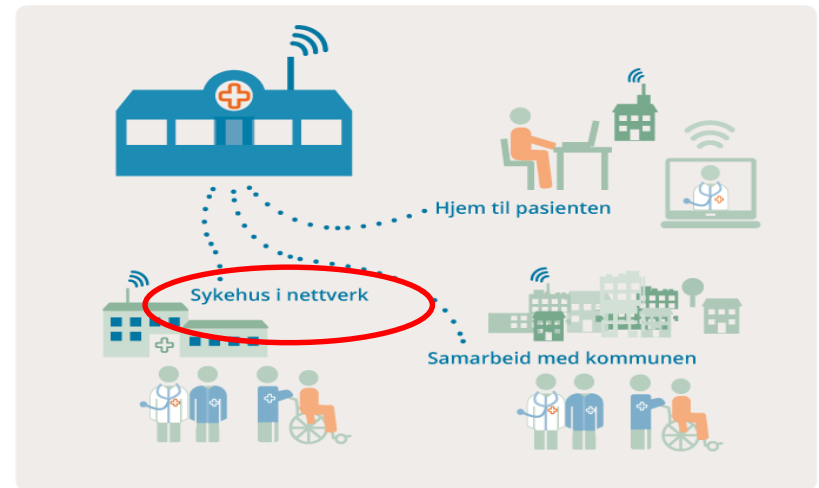 Hjem til pasienten
Sykehus i nettverk
Samarbeid med kommunen